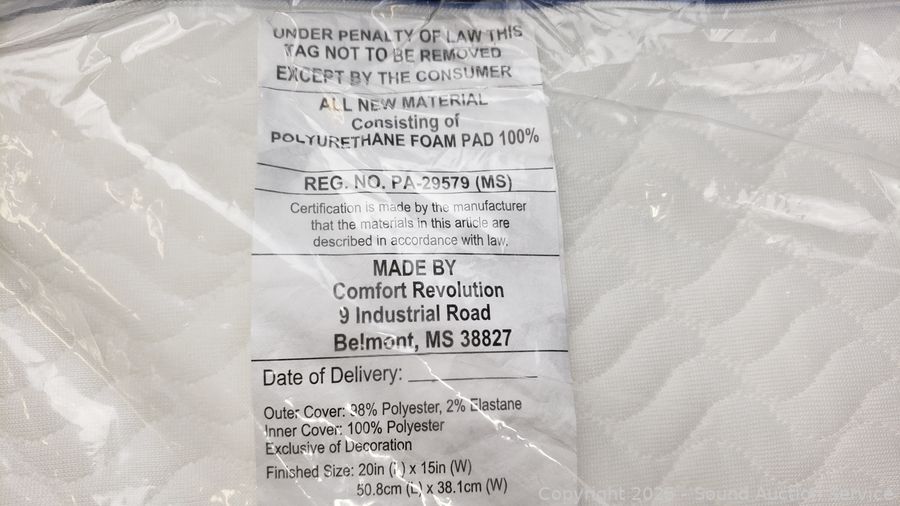 UNDER PENALTY OF LAW THIS
TAG NOT TO BE REMOVED
EXCEPT BY THE CONSUMER
ALL NEW MATERIAL
Consisting of
POLYURETHANE FOAM PAD 100%
REG. NO. PA-29579 (MS)
Certification is made by the manufacturer
that the materials in this article are
described in accordance with law.
MADE BY
Comfort Revolution
9 Industrial Road
Belmont, MS 38827
Date of Delivery: ___________
Outer Cover: 98% Polyester, 2% Elastane
Inner Cover: 100% Polyester
Exclusive of Decoration
Finished Size: 20in (L) x 15in (W)
50.8cm (L) x 38.1cm (W)
Copyright 2025 - Sound Auction Service